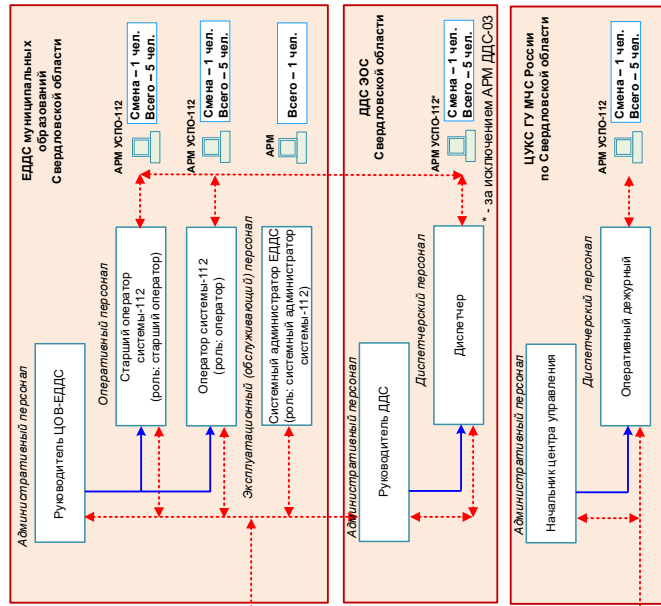 ЕДДС муниципальных
образований
Свердловской области
Административный персонал
Руководитель ЦОВ-ЕДДС
Оперативный персонал
Старший оператор
системы-112
(роль: старший оператор)
АРМ УСПО-112
Смена – 1 чел.
Всего – 5 чел.
Оператор системы-112
(роль: оператор)
АРМ УСПО-112
Смена – 1 чел.
Всего – 5 чел.
Эксплуатационный (обслуживающий) персонал
Системный администратор ЕДДС
(роль: системный администратор
системы-112)
АРМ
Всего – 1 чел.
ДДС ЭОС
Свердловской области
Административный персонал
Руководитель ДДС
Диспетчерский персонал
Диспетчер
АРМ УСПО-112*
Смена – 1 чел.
Всего – 5 чел.
* - за исключением АРМ ДДС-03
ЦУКС ГУ МЧС России
по Свердловской области
Административный персонал
Начальник центра управления
Диспетчерский персонал
Оперативный дежурный
АРМ УСПО-112
Смена – 1 чел.
Всего – 5 чел.